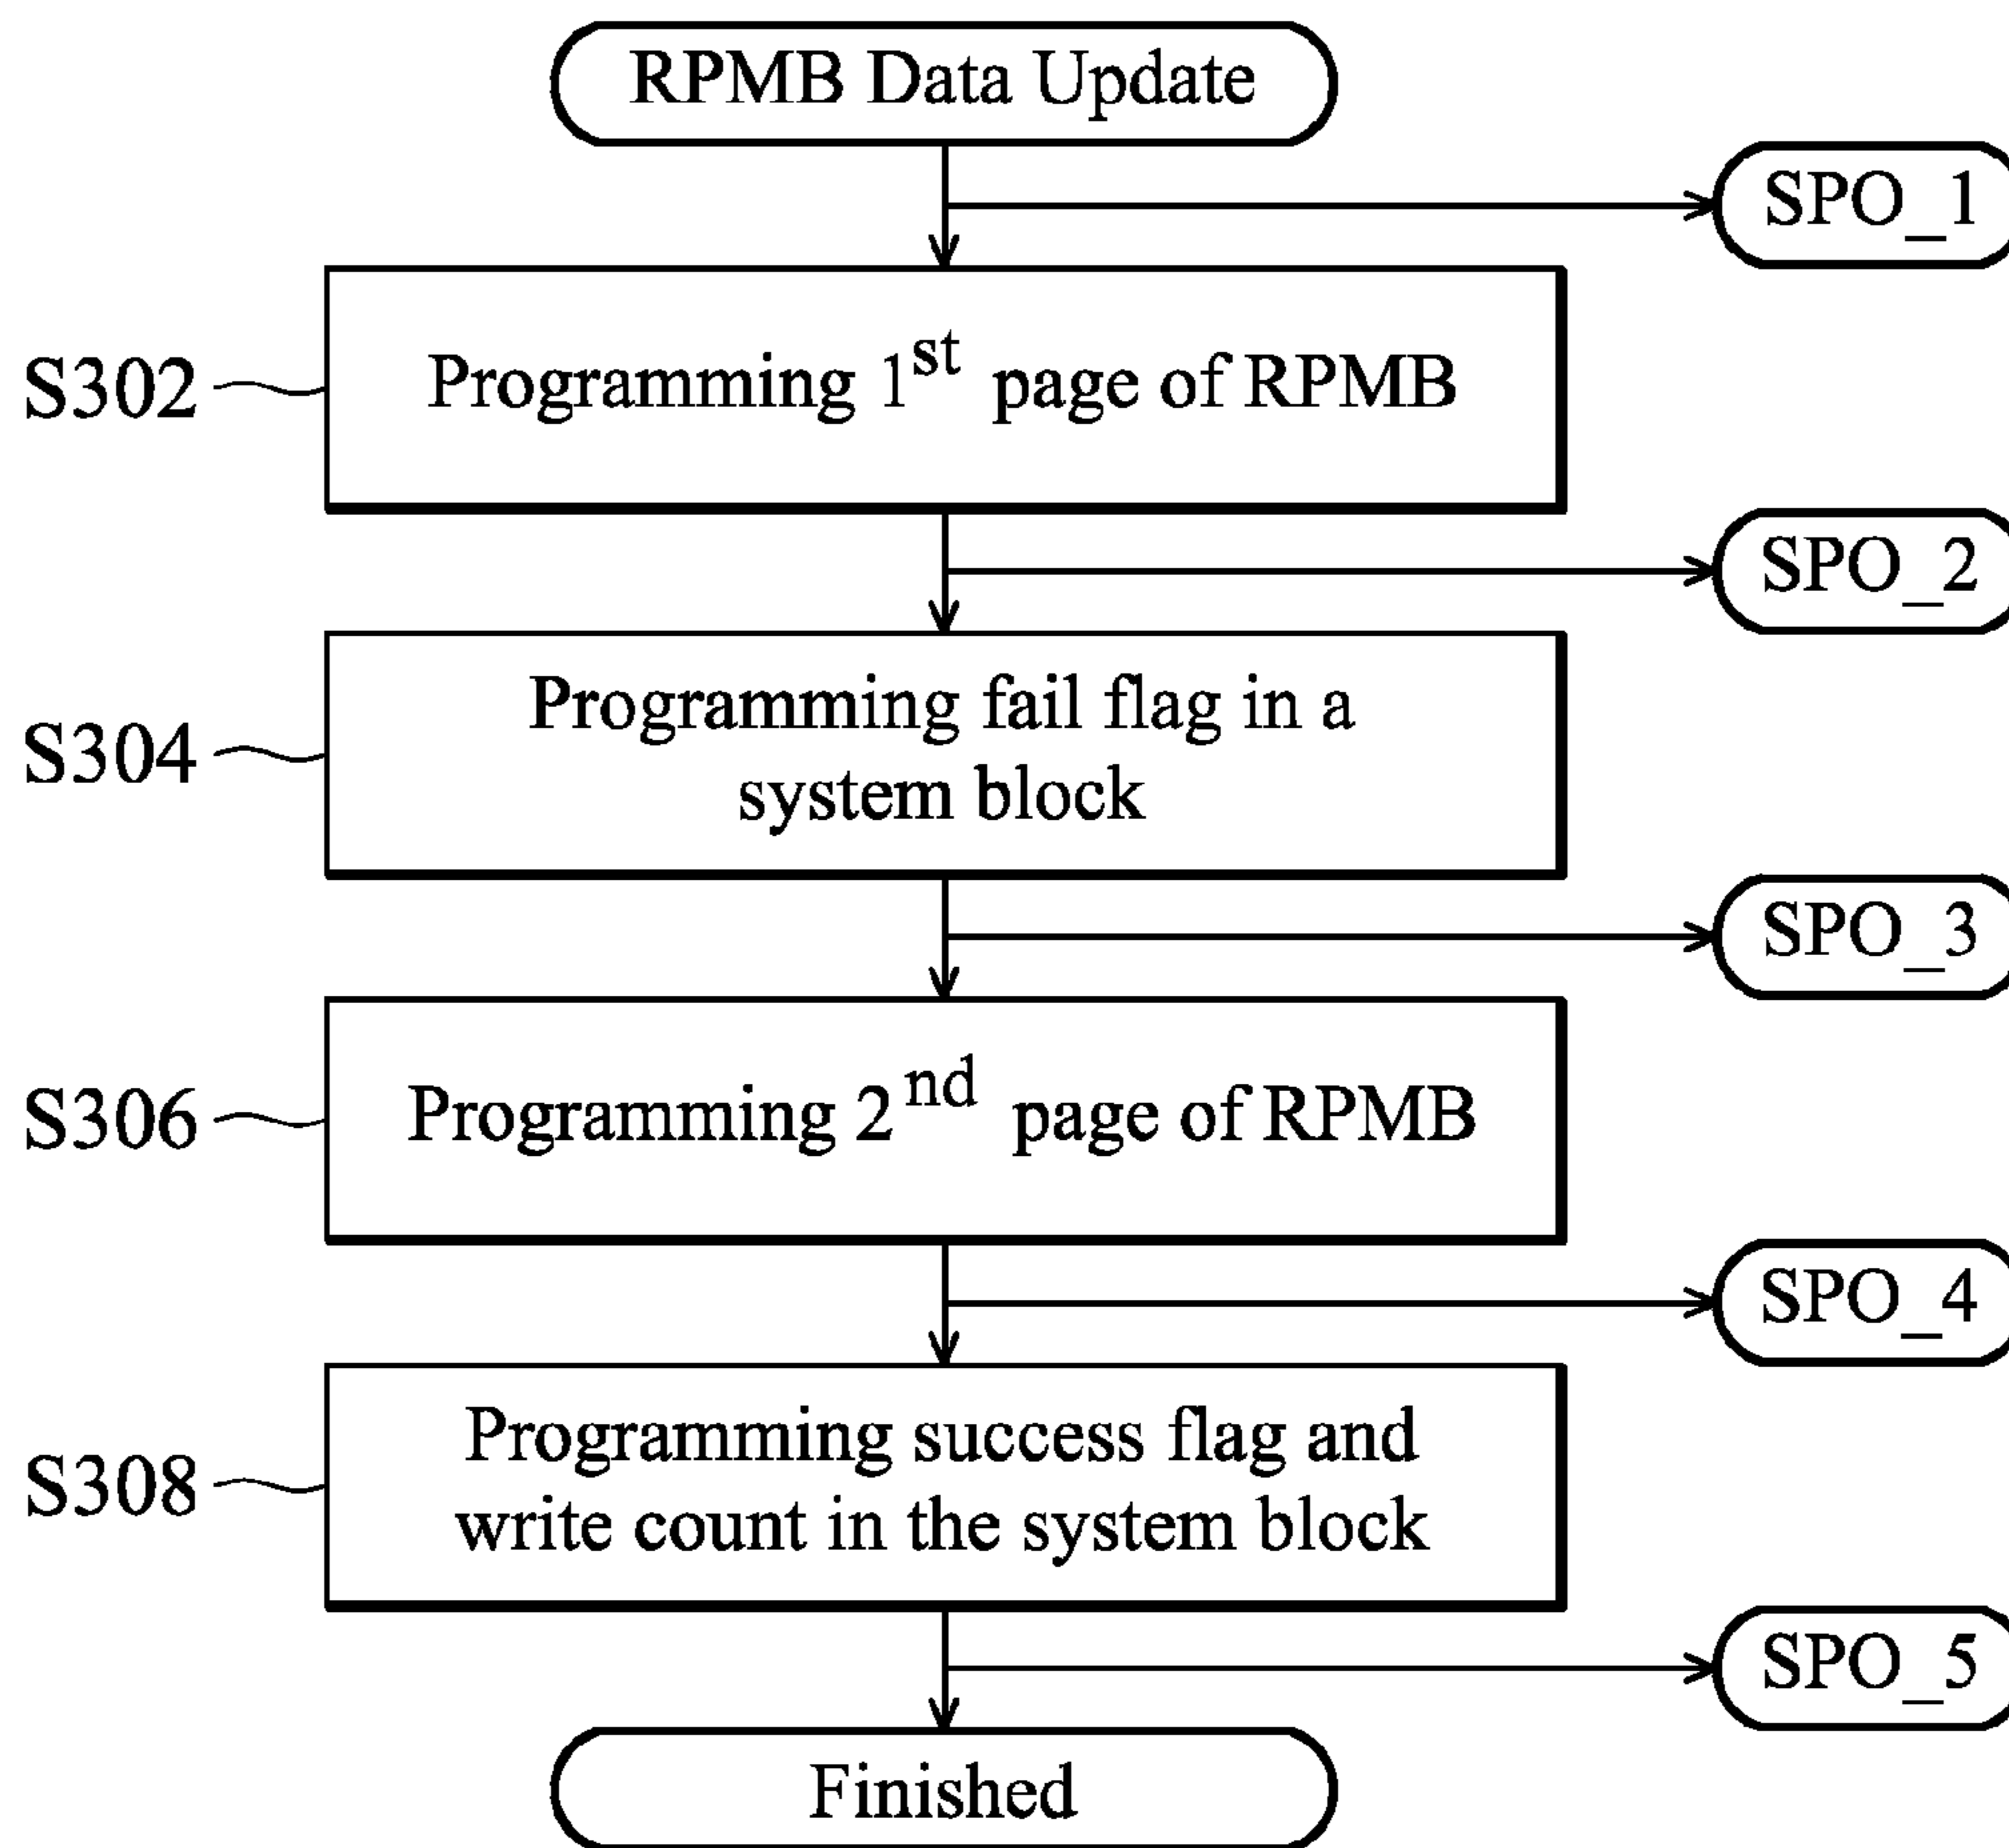 RPMB Data Update
SPO_1
S302
Programming 1st page of RPMB
SPO_2
S304
Programming fail flag in a
system block
SPO_3
S306
Programming 2nd page of RPMB
SPO_4
S308
Programming success flag and
write count in the system block
SPO_5
Finished